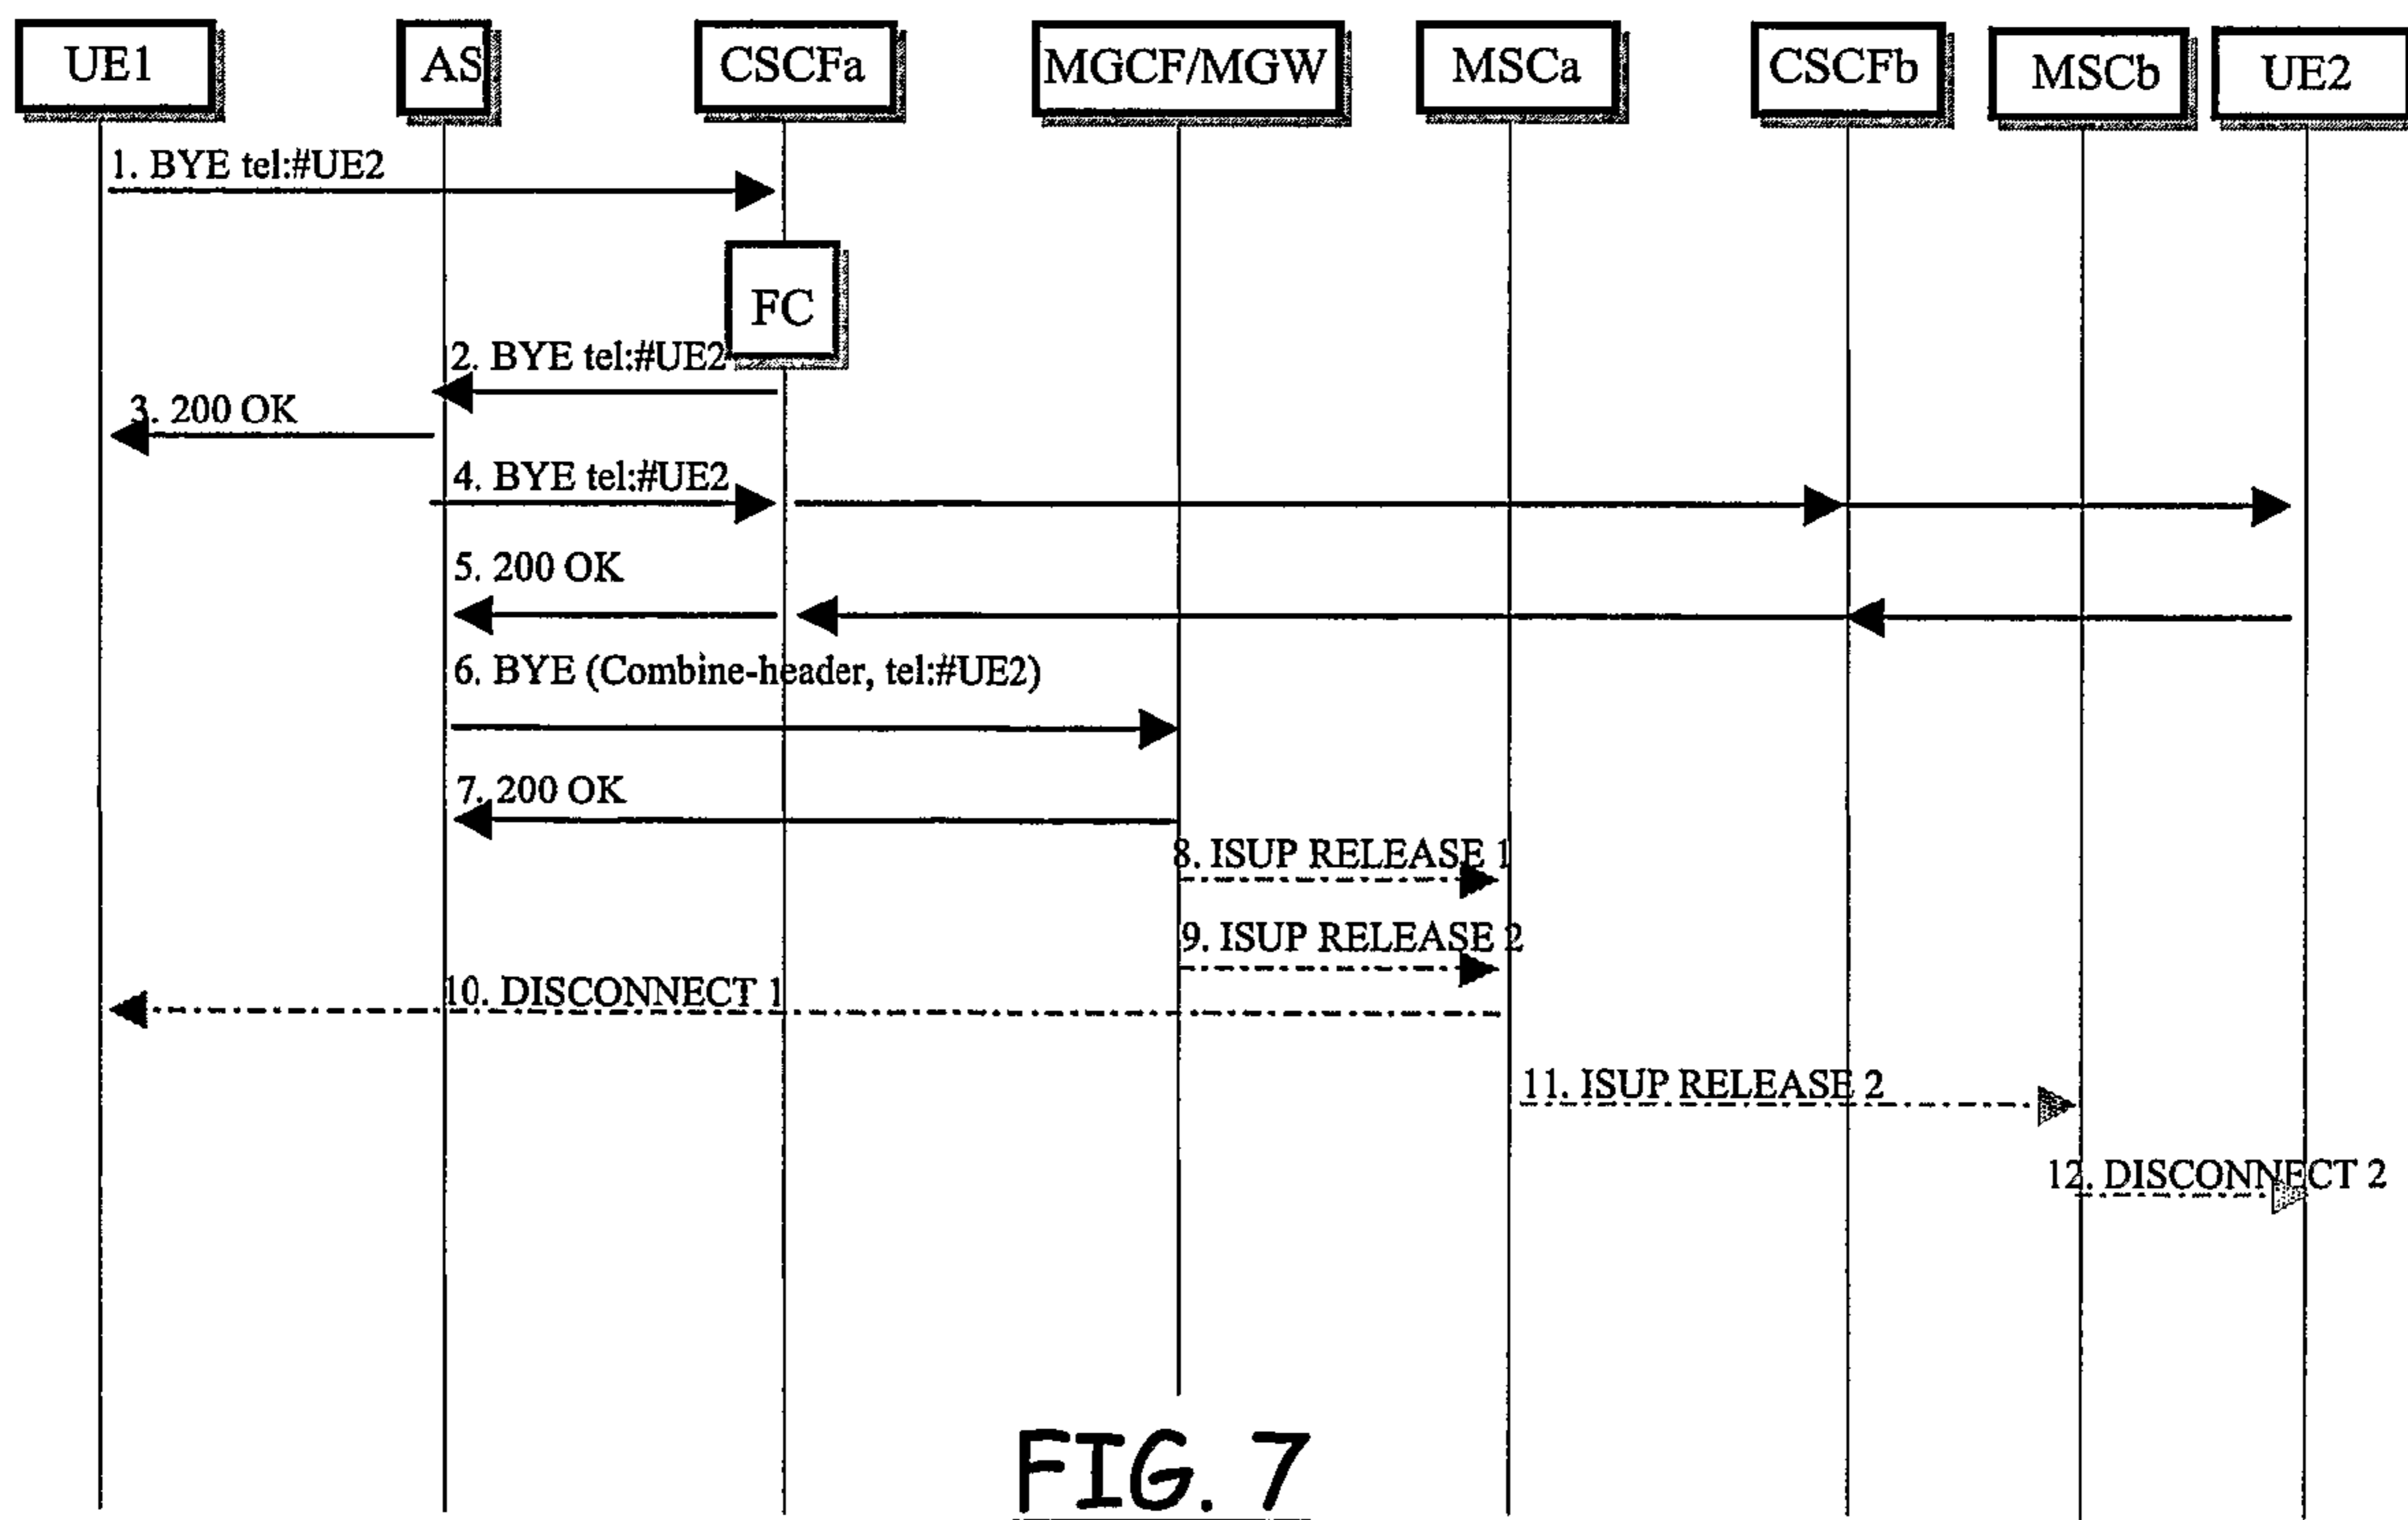 UE1
AS
CSCFa
MGCF/MGW
MSCa
CSCFb
MSCb
UE2
1. BYE tel:#UE2
FC
2. BYE tel:#UE2
3. 200 OK
4. BYE tel:#UE2
5. 200 OK
6. BYE (Combine-header, tel:#UE2)
7. 200 OK
8. ISUP RELEASE 1
9. ISUP RELEASE 2
10. DISCONNECT 1
11. ISUP RELEASE 2
12. DISCONNECT 2
FIG. 7